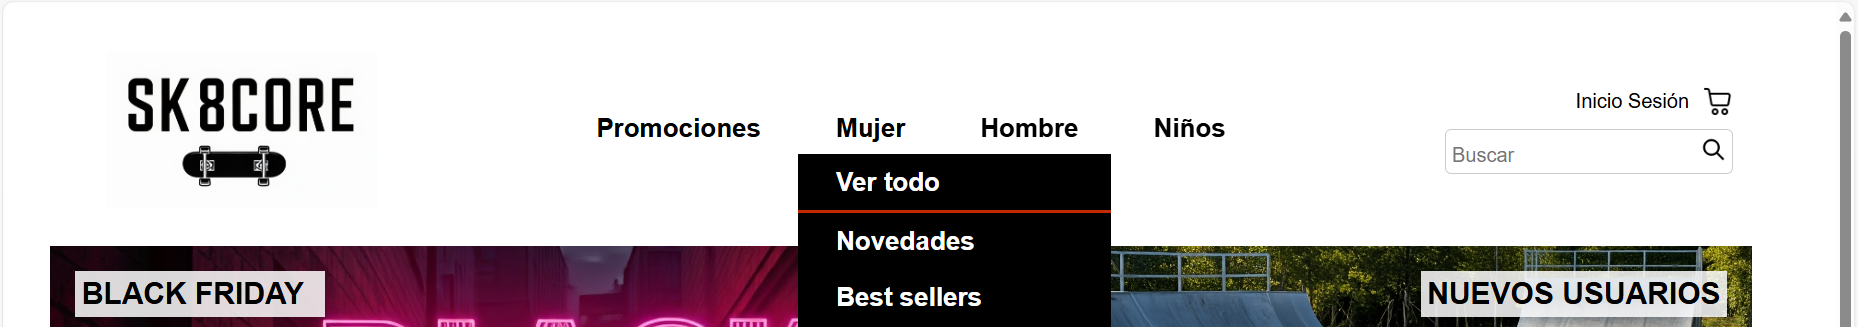 SK8CORE
Promociones
Mujer
Hombre
Niños
Inicio Sesión
Buscar
Ver todo
Novedades
Best sellers
BLACK FRIDAY
NUEVOS USUARIOS